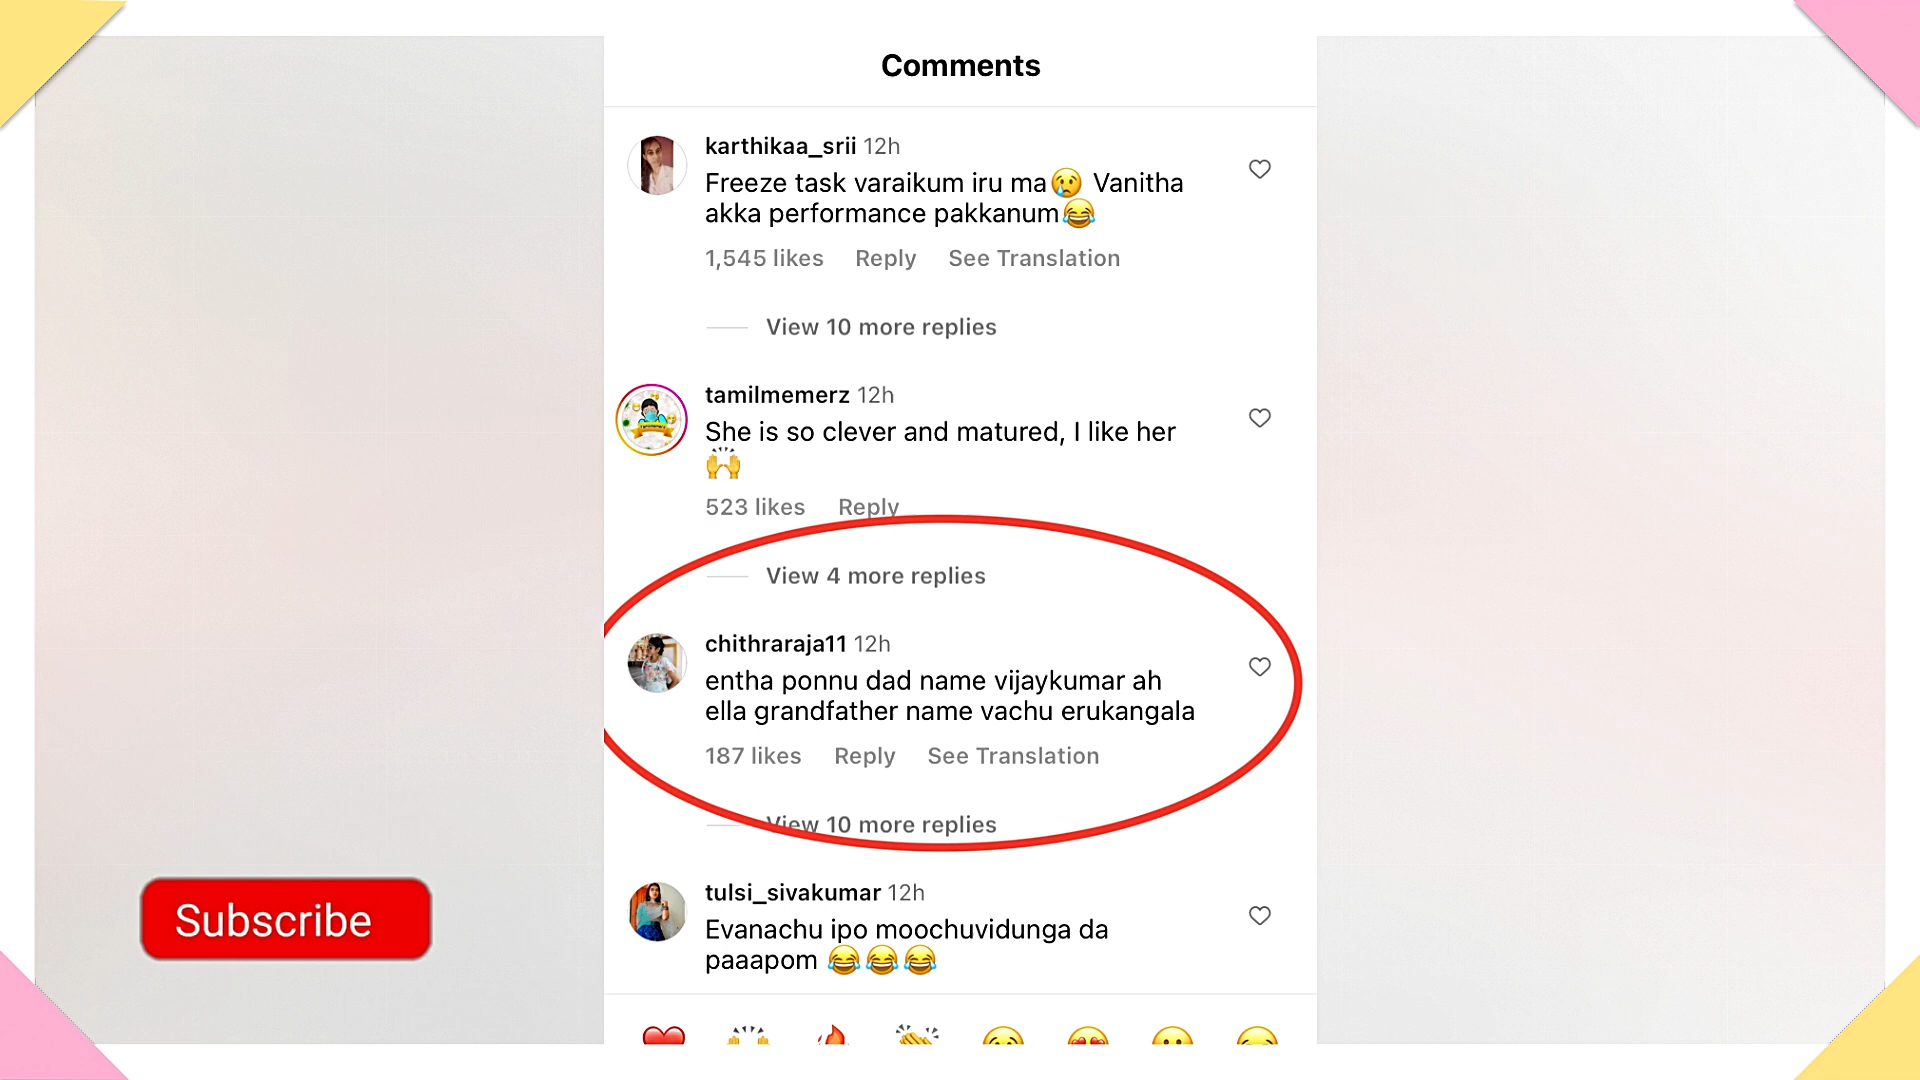 Comments
karthikaa_srii 12h
Freeze task varaikum iru ma😢 Vanitha
akka performance pakkanum😂
1,545 likes Reply See Translation
View 10 more replies
tamilmemerz 12h
She is so clever and matured, I like her
🙌
523 likes Reply
View 4 more replies
chithraraja11 12h
entha ponnu dad name vijaykumar ah
ella grandfather name vachu erukangala
187 likes Reply See Translation
View 10 more replies
tulsi_sivakumar 12h
Evanachu ipo moochuvidunga da
paaapom 😂😂😂
Subscribe